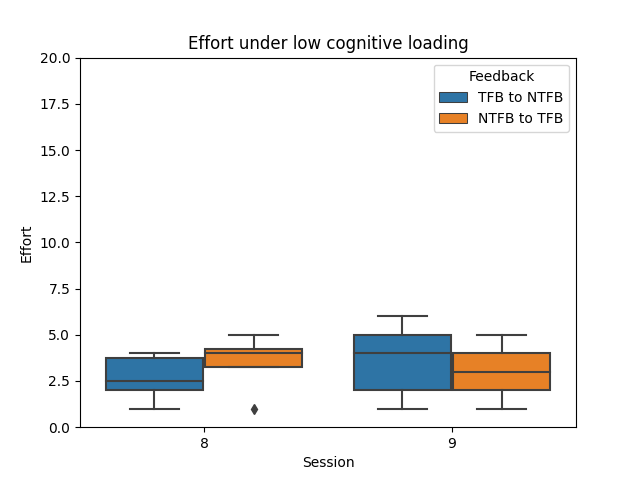 Effort under low cognitive loading
Feedback
TFB to NTFB
NTFB to TFB
20.0
17.5
15.0
12.5
10.0
7.5
5.0
2.5
0.0
Effort
8
9
Session